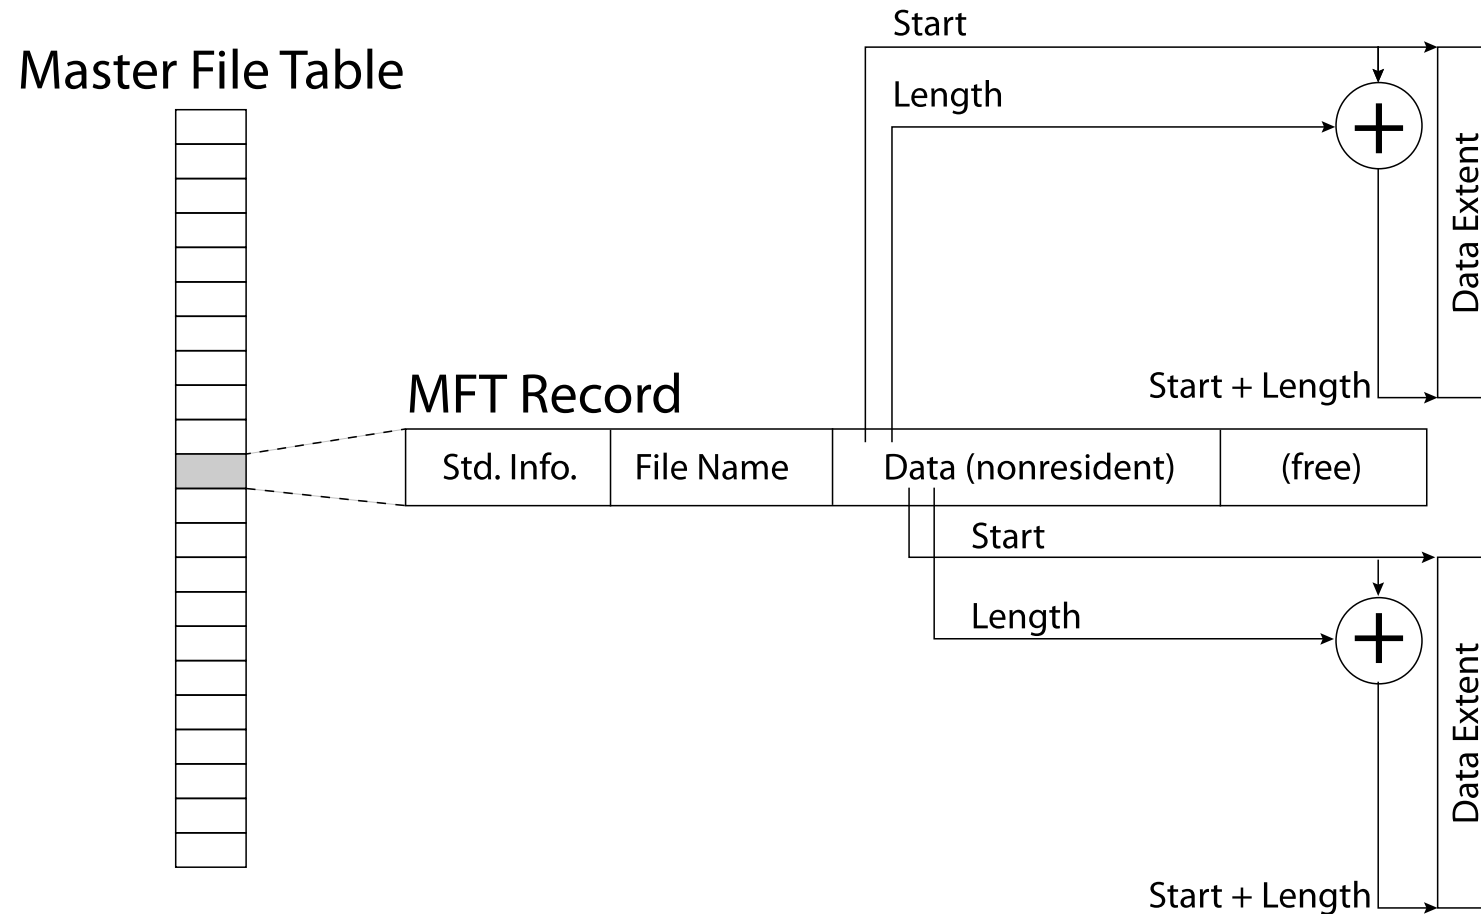 Start
Master File Table
Length
+
Data Extent
Start + Length
MFT Record
Std. Info.
File Name
Data (nonresident)
(free)
Start
Length
+
Data Extent
Start + Length